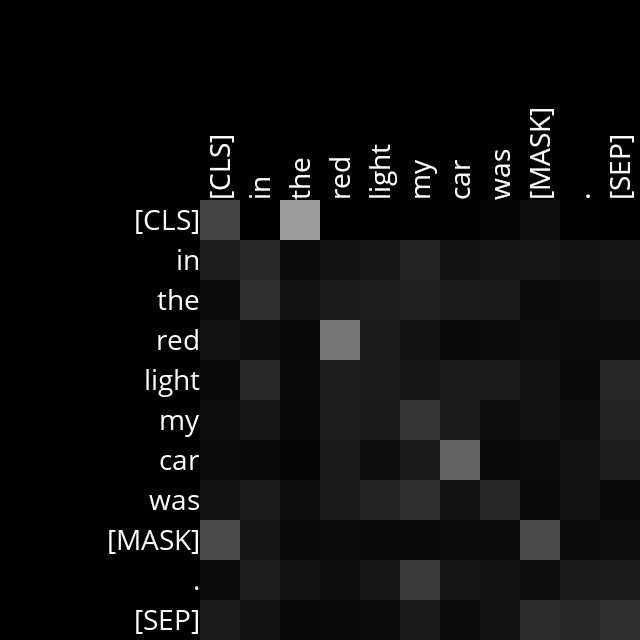 [CLS] in the red light my car was [MASK] . [SEP]
[CLS]
in
the
red
light
my
car
was
[MASK]
.
[SEP]